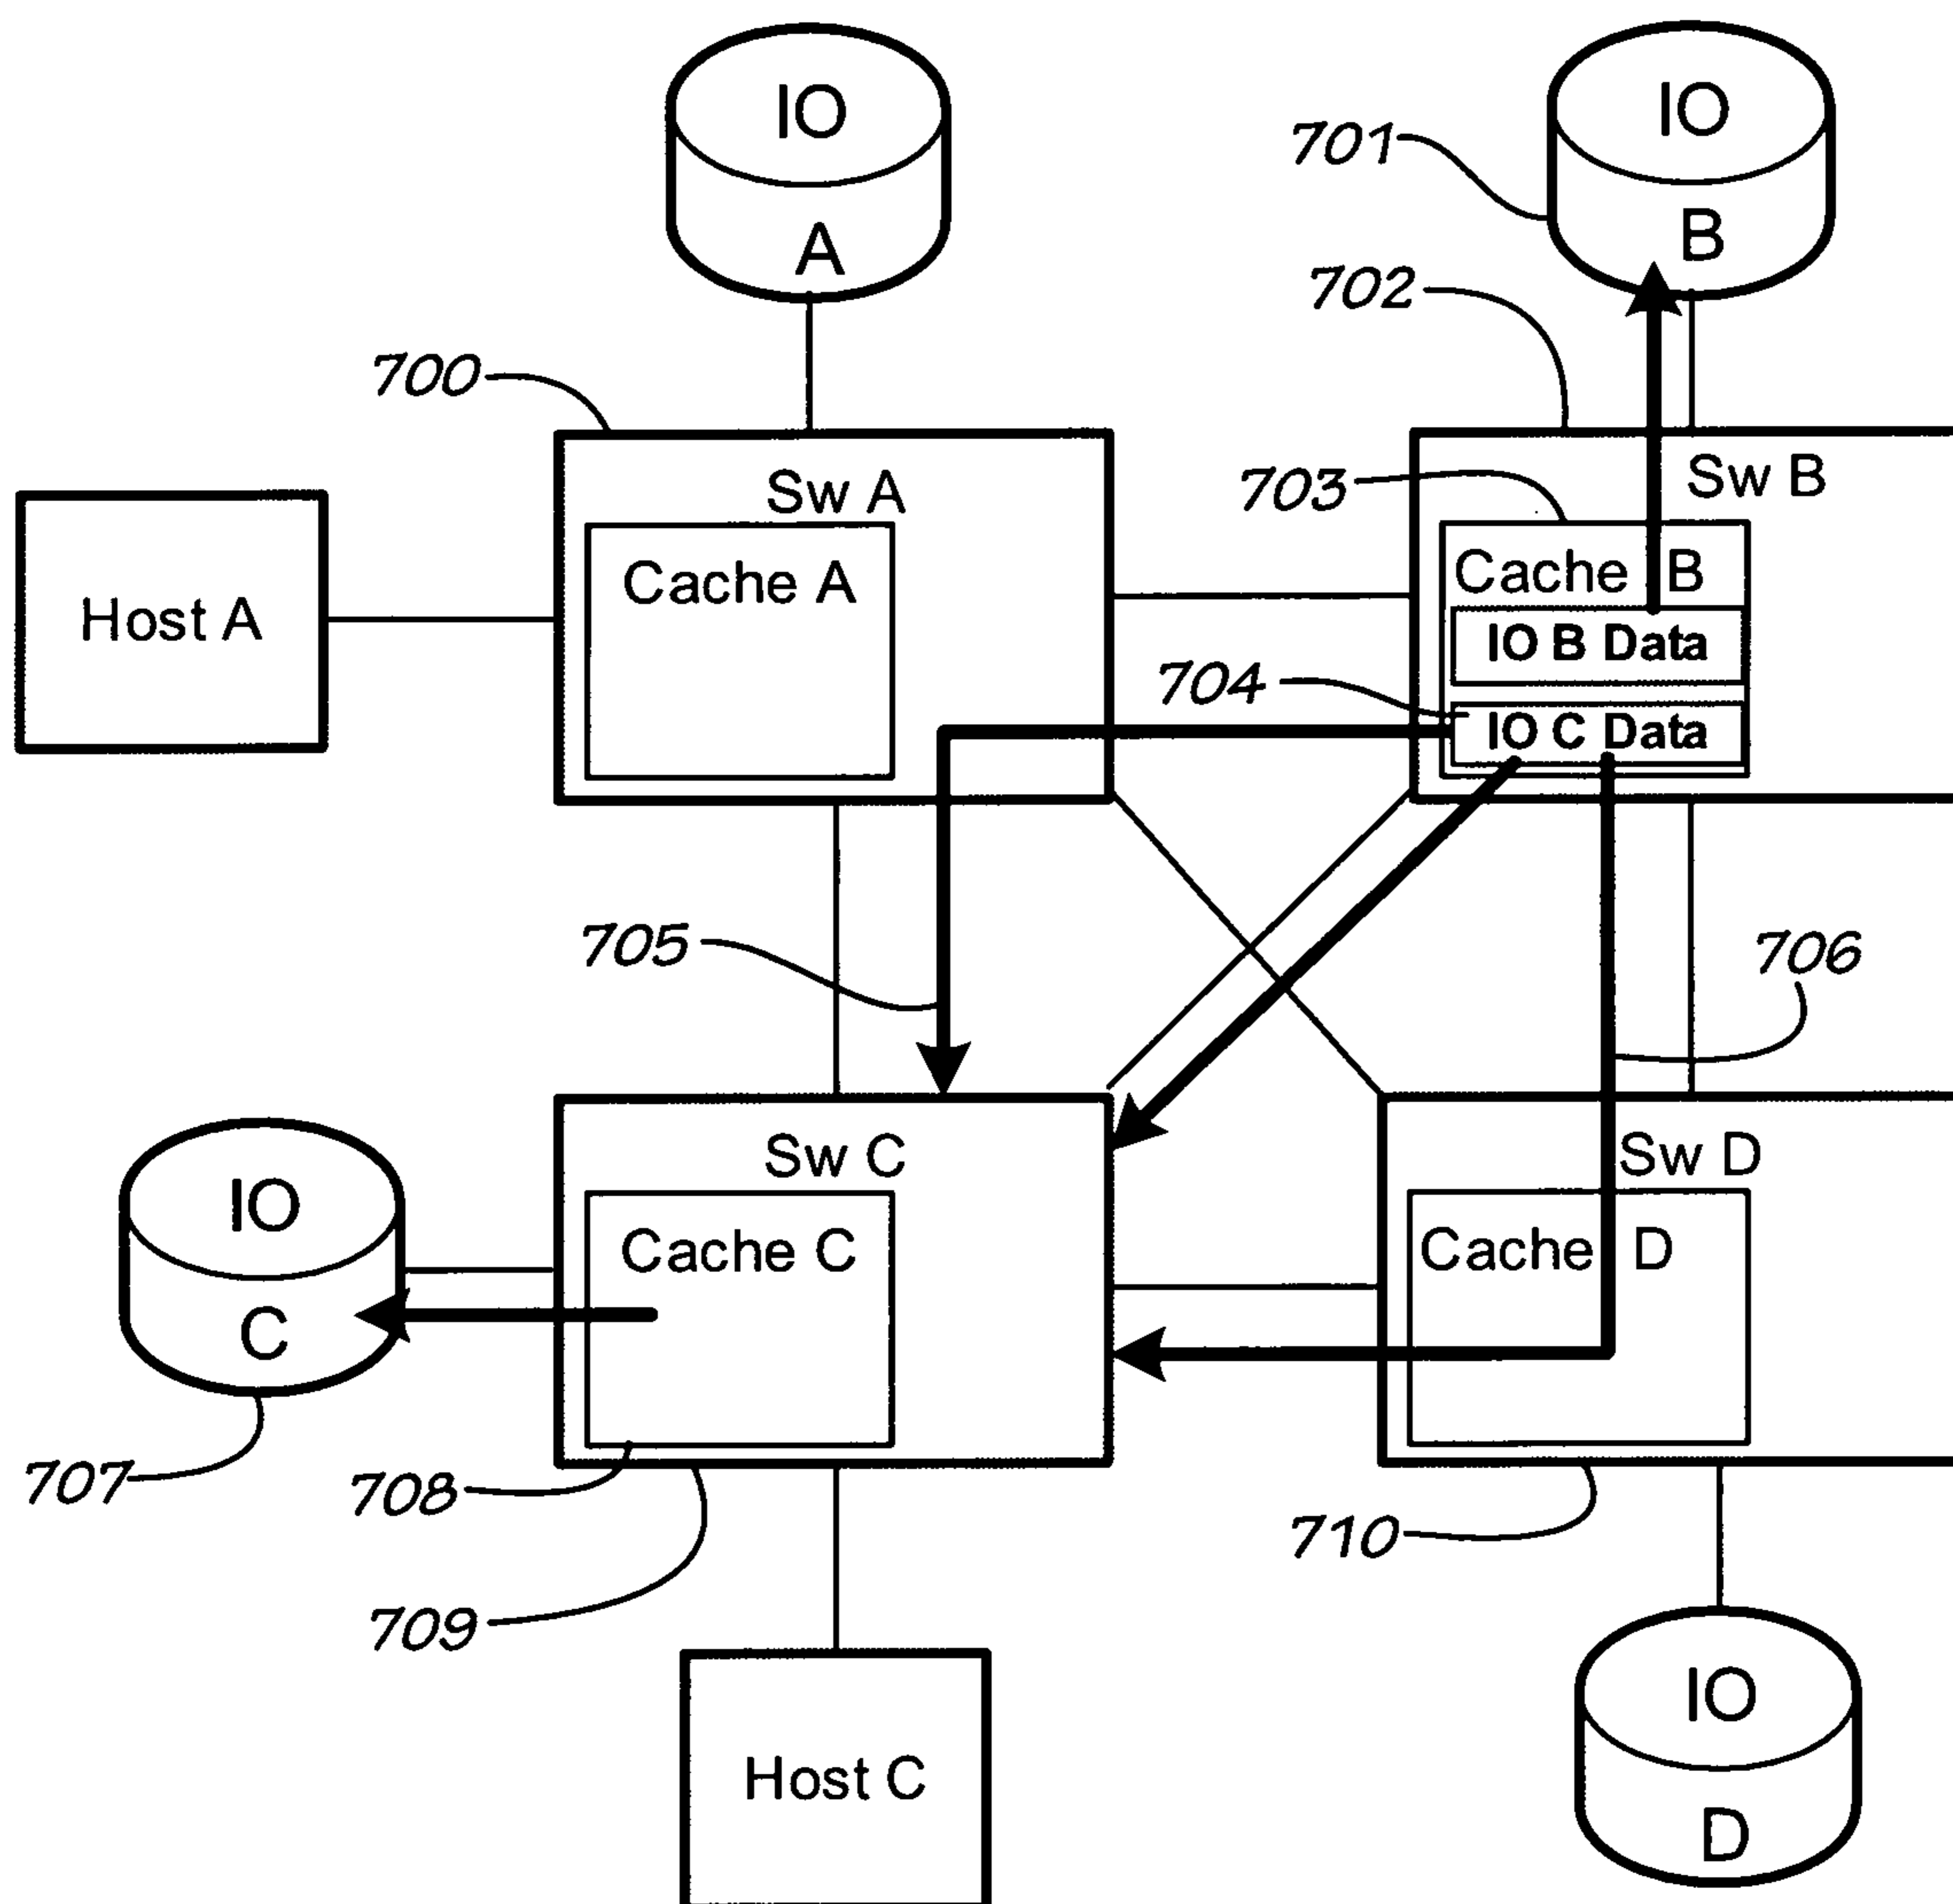 IO
A
IO
B
701
702
700
Sw A
Cache A
Host A
703
Sw B
Cache B
IO B Data
704
IO C Data
705
706
Sw C
Cache C
IO
C
Sw D
Cache D
707
708
709
710
Host C
IO
D